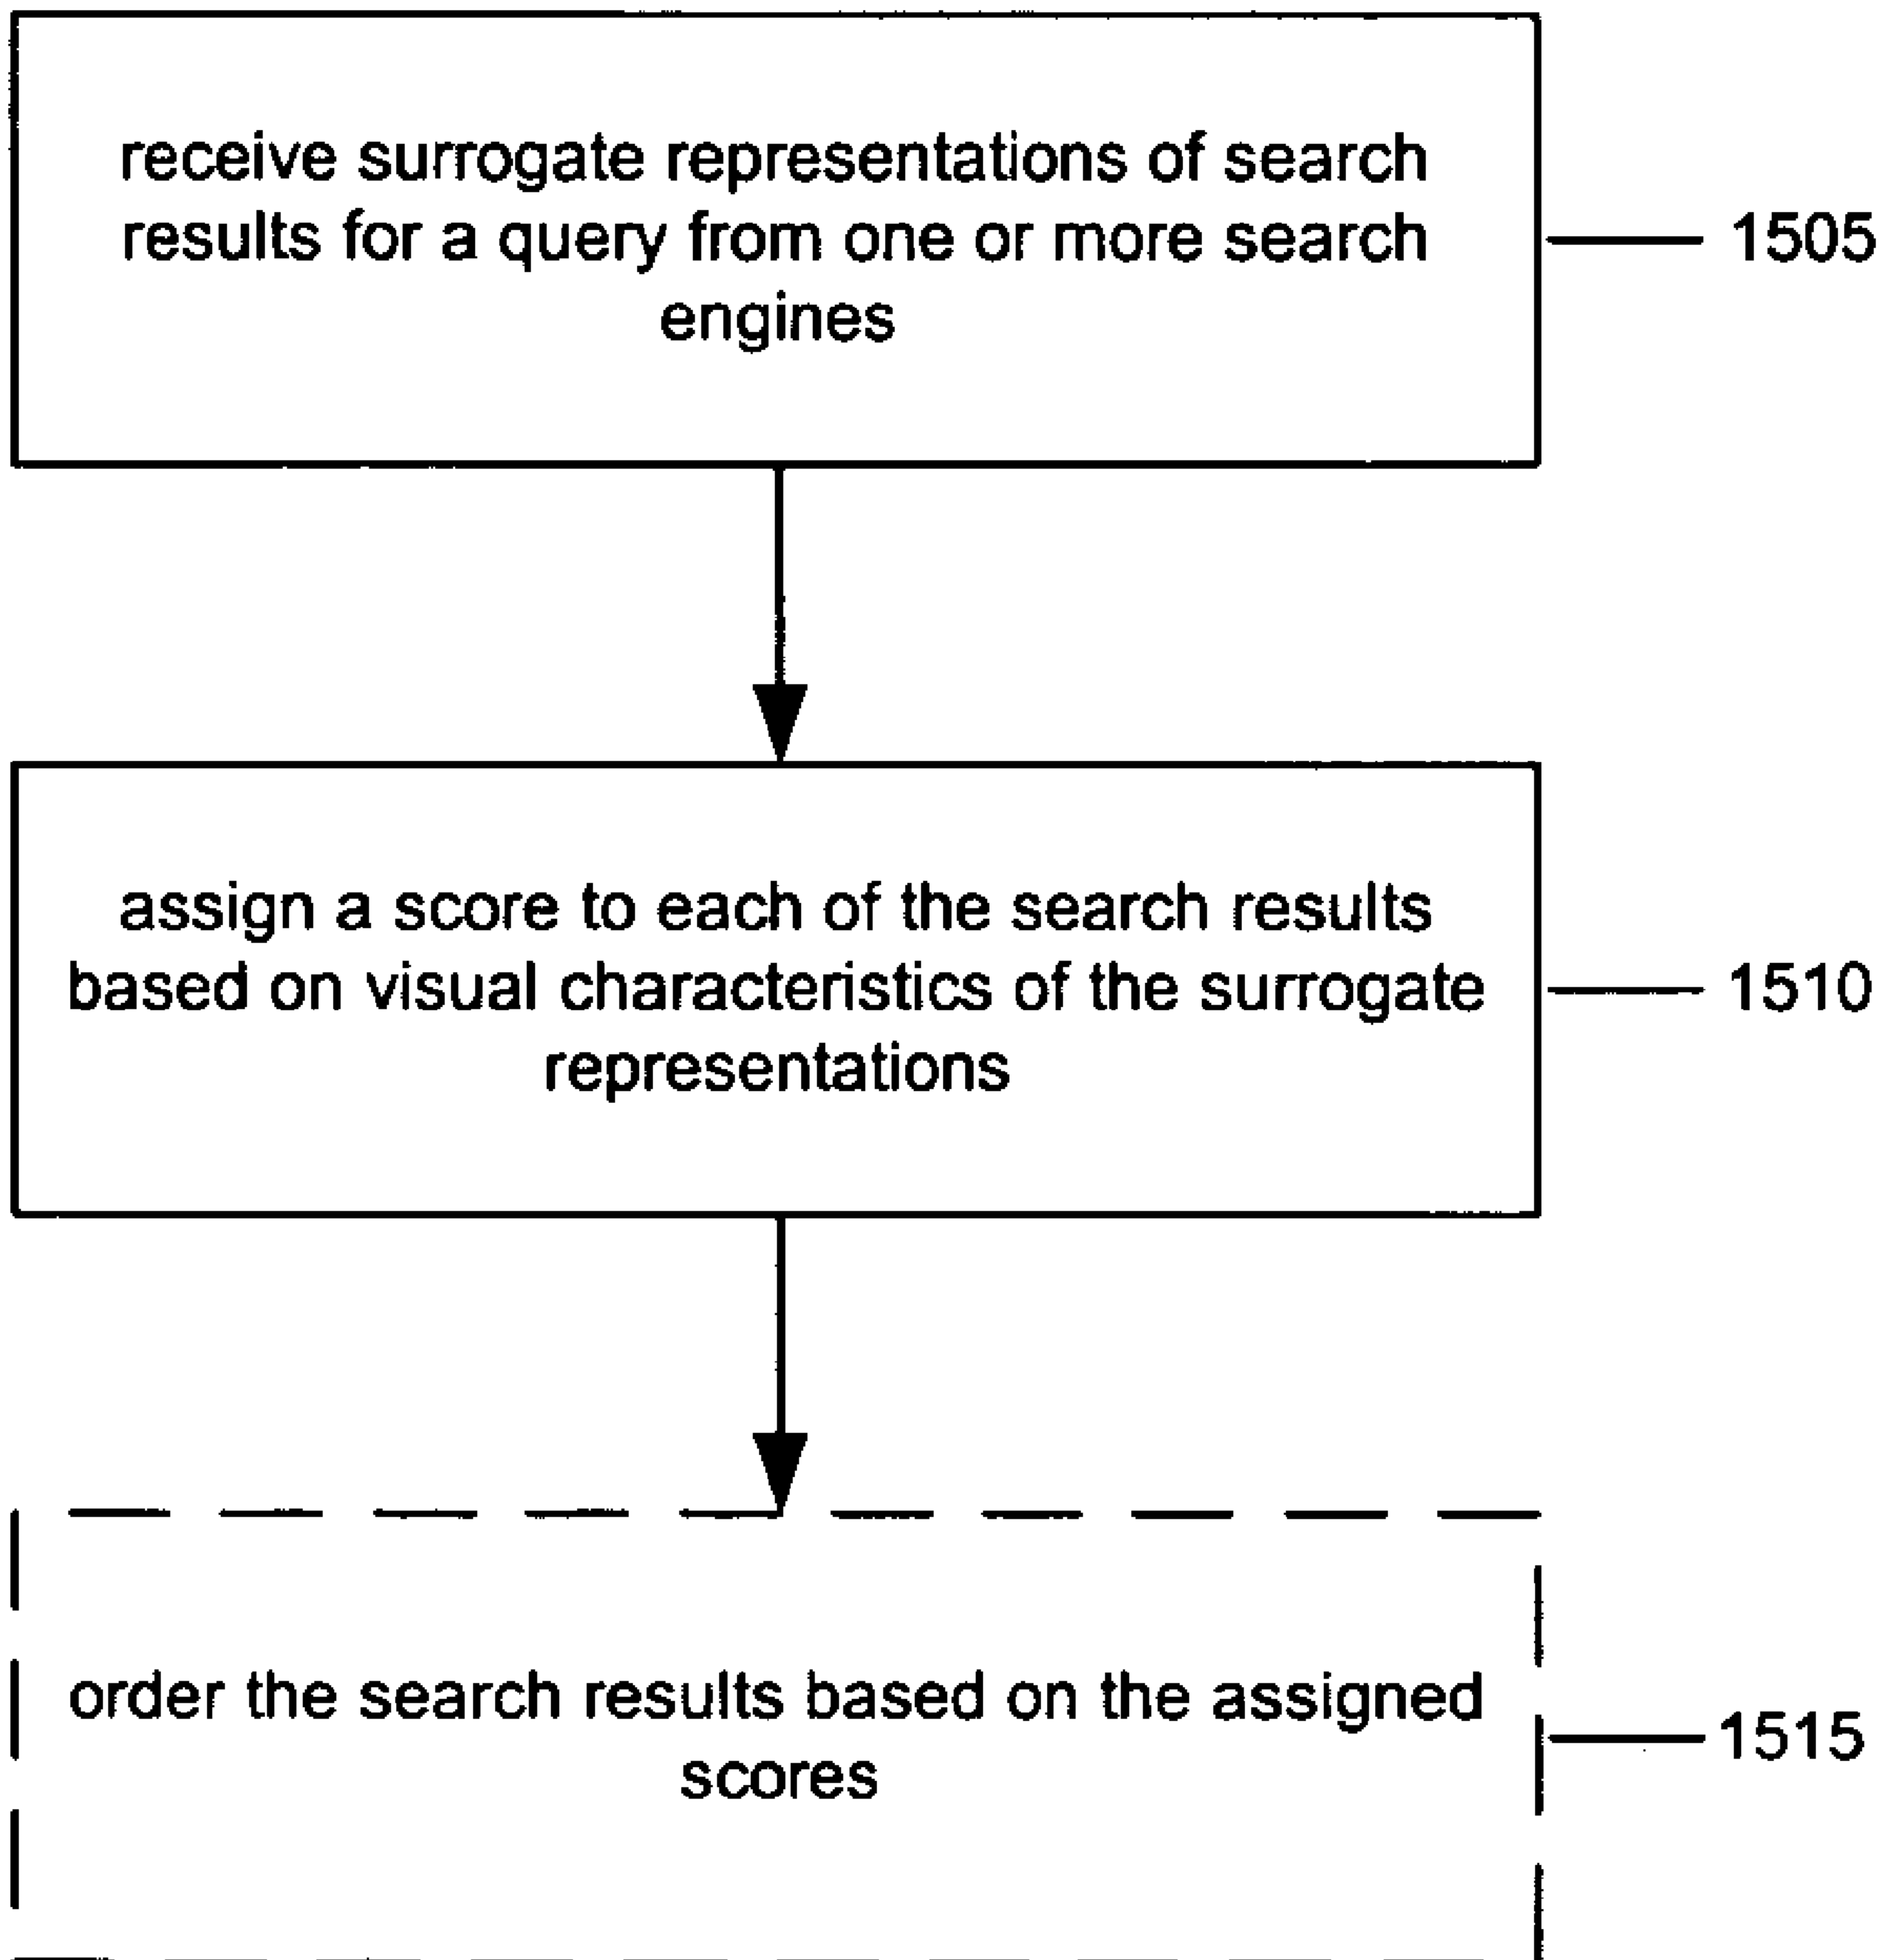 receive surrogate representations of search
results for a query from one or more search
engines
1505
assign a score to each of the search results
based on visual characteristics of the surrogate
representations
1510
order the search results based on the assigned
scores
1515